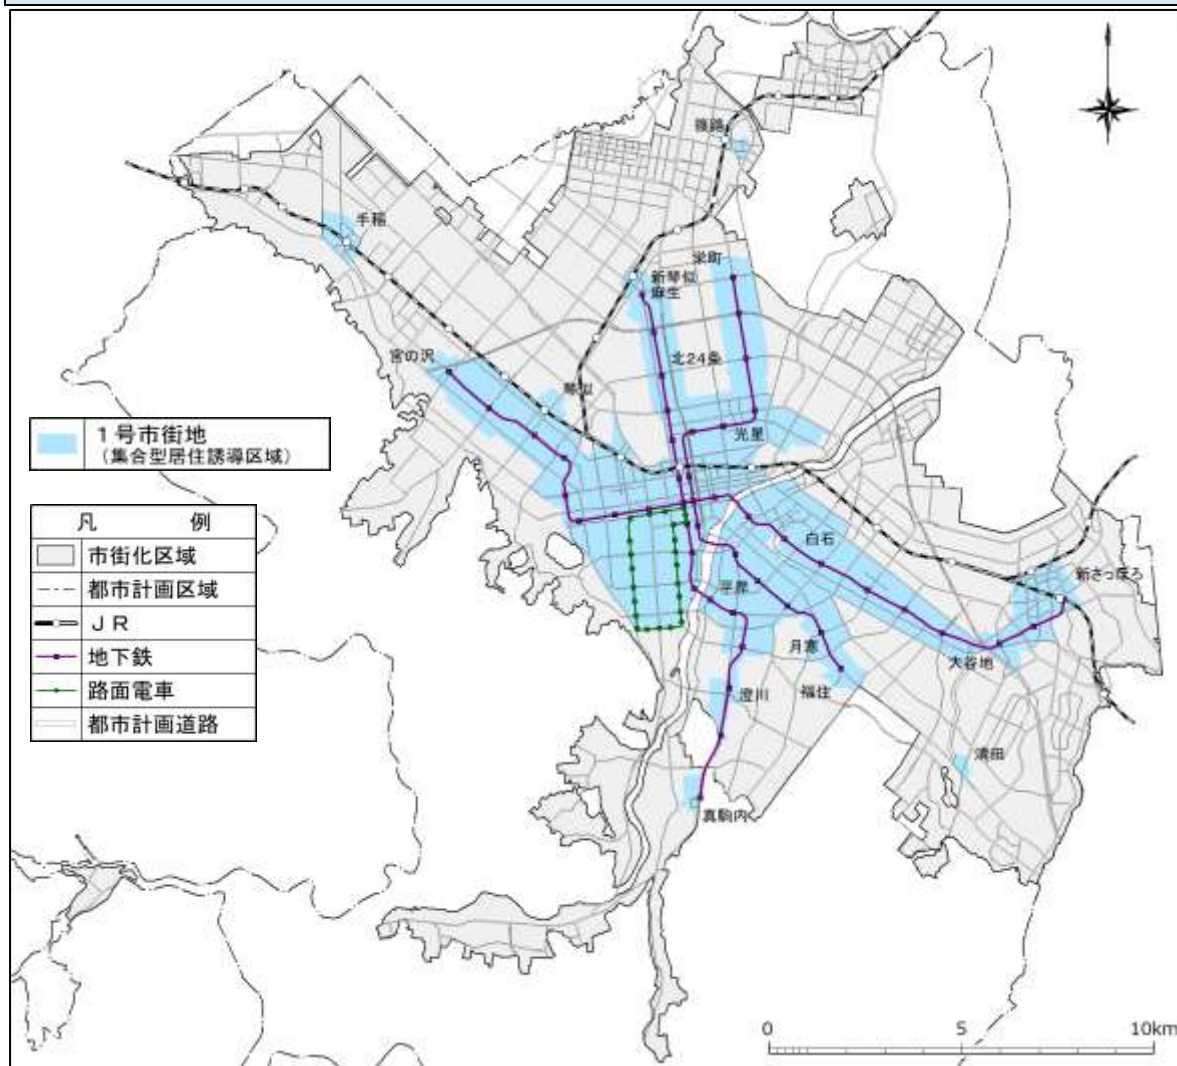 篠路
手稲
栄町
新琴似
麻生
北24条
宮の沢
琴似
光星
1号市街地
(集合型居住誘導区域)
凡 例
市街化区域
都市計画区域
JR
地下鉄
路面電車
都市計画道路
白石
新さっぽろ
平岸
月寒
大谷地
福住
澄川
清田
真駒内
0 5 10km